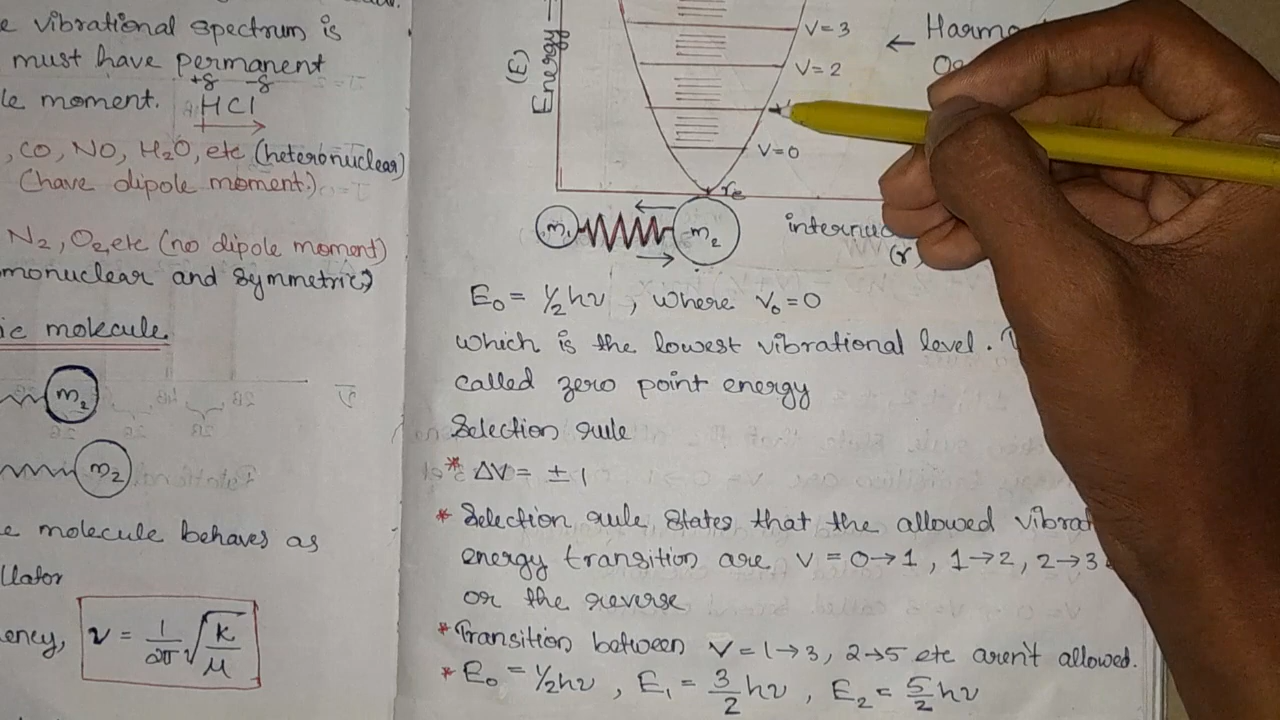 e vibrational spectrum is
must have permanent
le moment.
+δ -δ
HCl
, CO, NO, H₂O, etc (heteronuclear)
(have dipole moment)
N₂, O₂, etc (no dipole moment)
monuclear and symmetric)
ic molecule
m₂
m₂
e molecule behaves as
llator
ency, ν = 1/2π √k/μ
(E)
Energy
V=3
← Harmo
V=2
V=0
re
m₁ m₂
internuc
(r)
E₀ = ½hν , where V₀=0
which is the lowest vibrational level.
called zero point energy
Selection rule
* ΔV = ± 1
* Selection rule states that the allowed vibrat
energy transition are V = 0→1, 1→2, 2→3
or the reverse
* Transition between V = 1→3, 2→5 etc aren't allowed.
* E₀ = ½hν , E₁ = 3/2 hν , E₂ = 5/2 hν